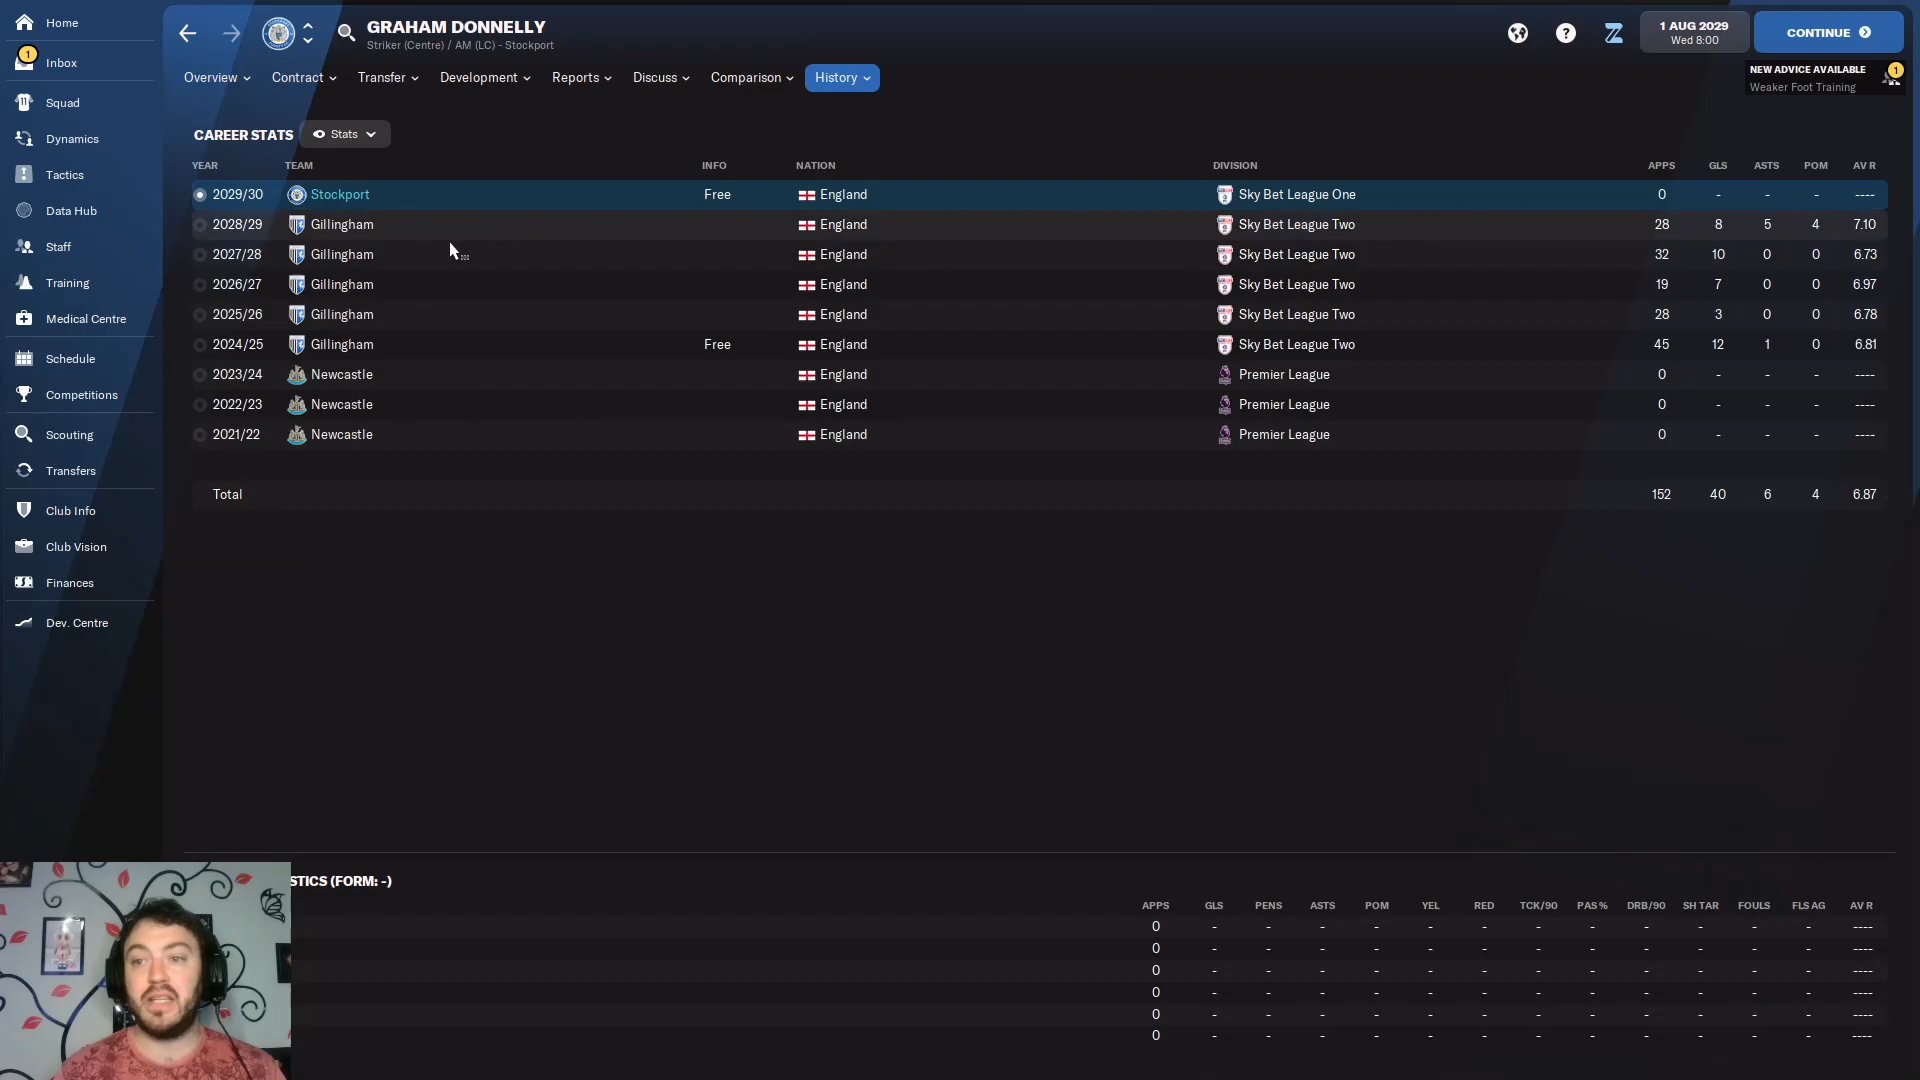 Home
1
Inbox
Squad
Dynamics
Tactics
Data Hub
Staff
Training
Medical Centre
Schedule
Competitions
Scouting
Transfers
Club Info
Club Vision
Finances
Dev. Centre
GRAHAM DONNELLY
Striker (Centre) / AM (LC) - Stockport
1 AUG 2029
Wed 8:00
CONTINUE
NEW ADVICE AVAILABLE 1
Weaker Foot Training
Overview Contract Transfer Development Reports Discuss Comparison History
CAREER STATS Stats
YEAR TEAM INFO NATION DIVISION APPS GLS ASTS POM AV R
2029/30 Stockport Free England Sky Bet League One 0 - - - ----
2028/29 Gillingham England Sky Bet League Two 28 8 5 4 7.10
2027/28 Gillingham England Sky Bet League Two 32 10 0 0 6.73
2026/27 Gillingham England Sky Bet League Two 19 7 0 0 6.97
2025/26 Gillingham England Sky Bet League Two 28 3 0 0 6.78
2024/25 Gillingham Free England Sky Bet League Two 45 12 1 0 6.81
2023/24 Newcastle England Premier League 0 - - - ----
2022/23 Newcastle England Premier League 0 - - - ----
2021/22 Newcastle England Premier League 0 - - - ----
Total 152 40 6 4 6.87
STICS (FORM: -)
APPS GLS PENS ASTS POM YEL RED TCK/90 PAS % DRB/90 SH TAR FOULS FLS AG AV R
0 - - - - - - - - - - - - ----
0 - - - - - - - - - - - - ----
0 - - - - - - - - - - - - ----
0 - - - - - - - - - - - - ----
0 - - - - - - - - - - - - ----
0 - - - - - - - - - - - - ----